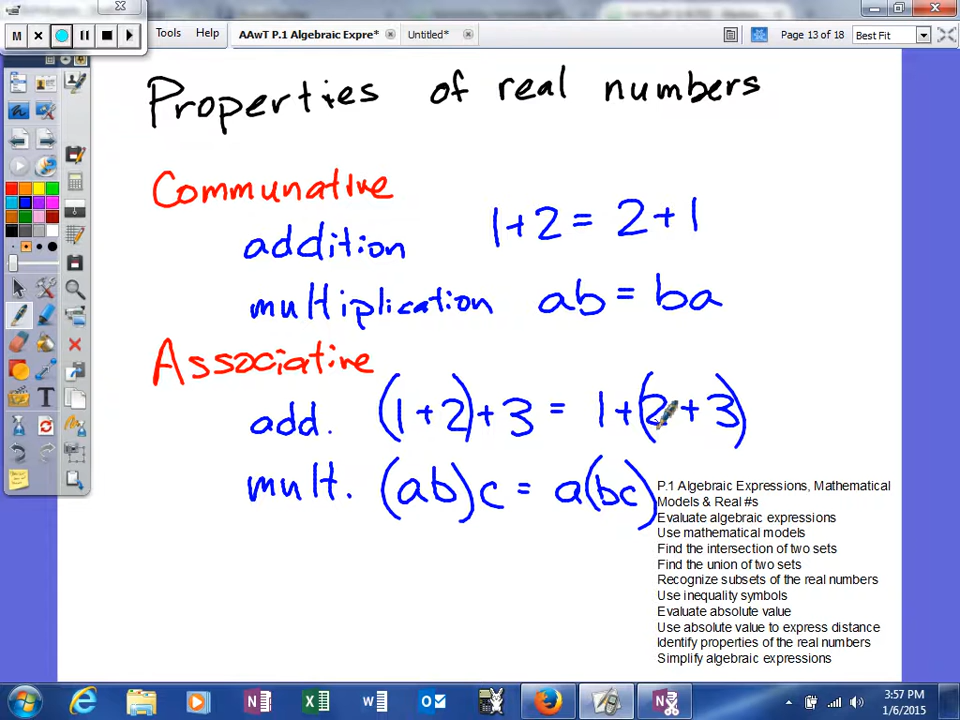 M
Tools Help AAwT P.1 Algebraic Expre* Untitled* Page 13 of 18 Best Fit
Properties of real numbers
Communative
addition 1+2 = 2+1
multiplication ab = ba
Associative
add. (1+2)+3 = 1+(2+3)
mult. (ab)c = a(bc)
P.1 Algebraic Expressions, Mathematical
Models & Real #s
Evaluate algebraic expressions
Use mathematical models
Find the intersection of two sets
Find the union of two sets
Recognize subsets of the real numbers
Use inequality symbols
Evaluate absolute value
Use absolute value to express distance
Identify properties of the real numbers
Simplify algebraic expressions
3:57 PM
1/6/2015